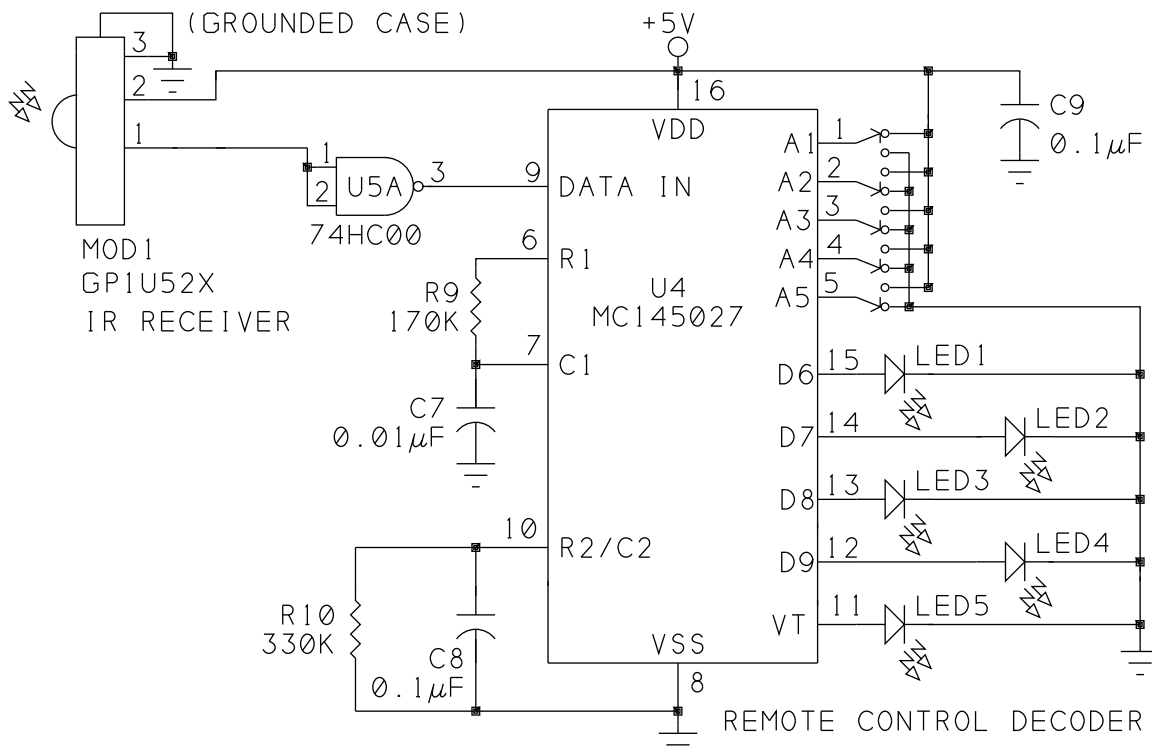 (GROUNDED CASE)
+5V
3
2
1
16
VDD
C9
0.1µF
1
2
U5A
3
74HC00
9
DATA IN
A1
1
A2
2
A3
3
A4
4
A5
5
MOD1
GP1U52X
IR RECEIVER
6
R1
R9
170K
U4
MC145027
7
C1
C7
0.01µF
D6
15
LED1
D7
14
LED2
D8
13
LED3
10
R2/C2
D9
12
LED4
R10
330K
VT
11
LED5
C8
0.1µF
VSS
8
REMOTE CONTROL DECODER